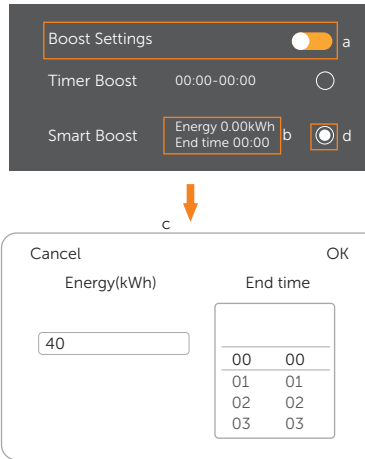 Boost Settings a
Timer Boost 00:00-00:00
Smart Boost Energy 0.00kWh b d
End time 00:00
c
Cancel OK
Energy(kWh) End time
40
00 00
01 01
02 02
03 03